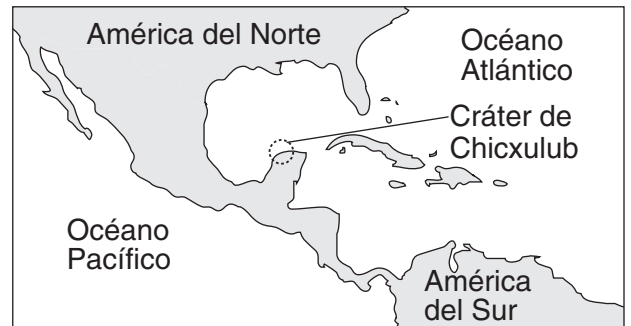 América del Norte
Océano
Atlántico
Cráter de
Chicxulub
Océano
Pacífico
América
del Sur